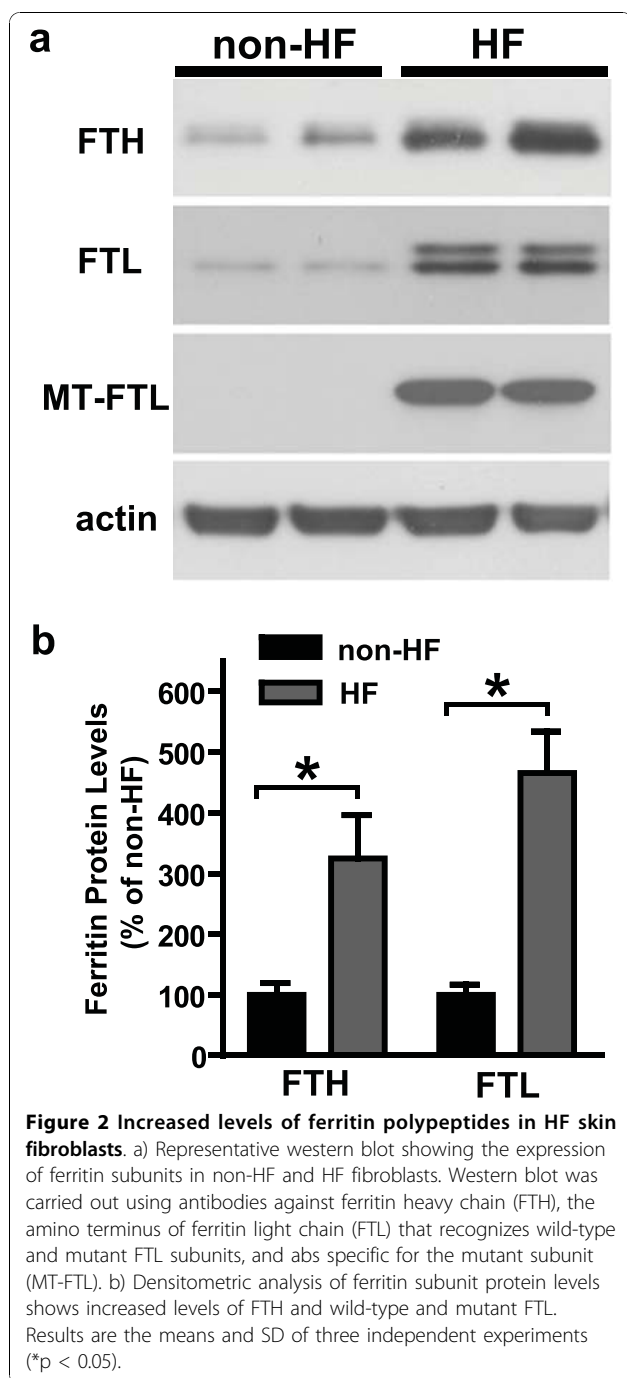 a
non-HF HF
FTH
FTL
MT-FTL
actin
b
non-HF
HF
Ferritin Protein Levels
(% of non-HF)
600
500
400
300
200
100
0
*
*
FTH FTL
Figure 2 Increased levels of ferritin polypeptides in HF skin
fibroblasts. a) Representative western blot showing the expression
of ferritin subunits in non-HF and HF fibroblasts. Western blot was
carried out using antibodies against ferritin heavy chain (FTH), the
amino terminus of ferritin light chain (FTL) that recognizes wild-type
and mutant FTL subunits, and abs specific for the mutant subunit
(MT-FTL). b) Densitometric analysis of ferritin subunit protein levels
shows increased levels of FTH and wild-type and mutant FTL.
Results are the means and SD of three independent experiments
(*p < 0.05).